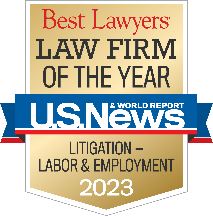 Best Lawyers
LAW FIRM
OF THE YEAR
& WORLD REPORT
U.S.News
LITIGATION –
LABOR & EMPLOYMENT
2023